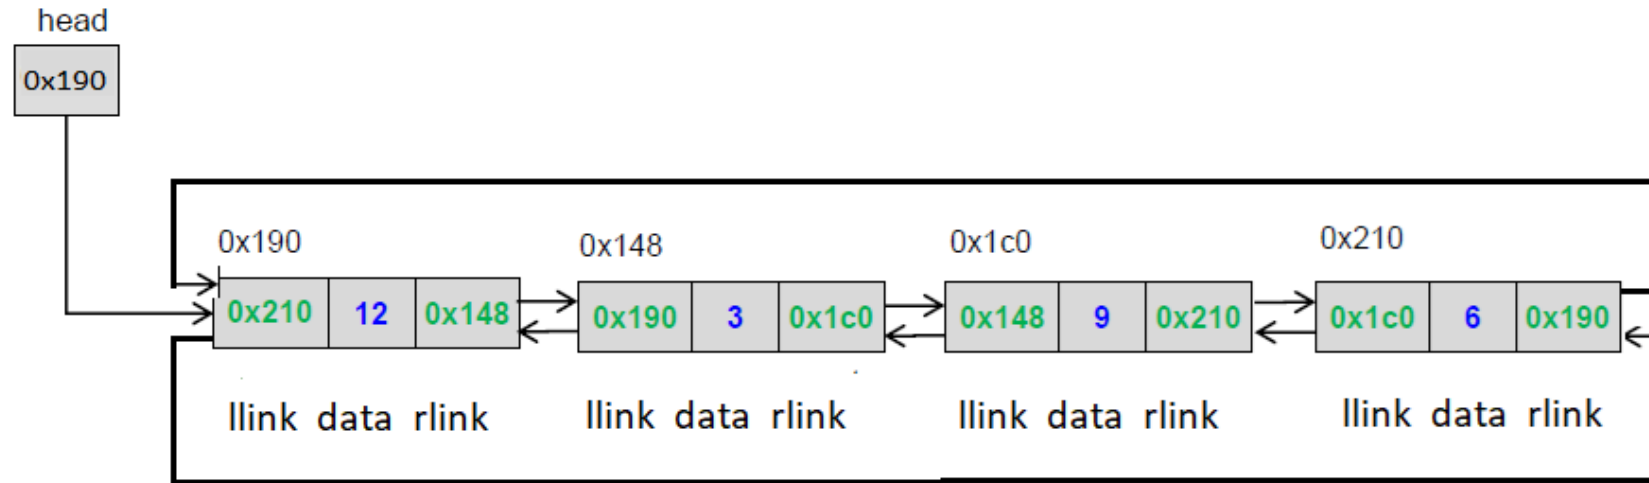 head
0x190
0x190 0x148 0x1c0 0x210
0x210 12 0x148 0x190 3 0x1c0 0x148 9 0x210 0x1c0 6 0x190
llink data rlink llink data rlink llink data rlink llink data rlink